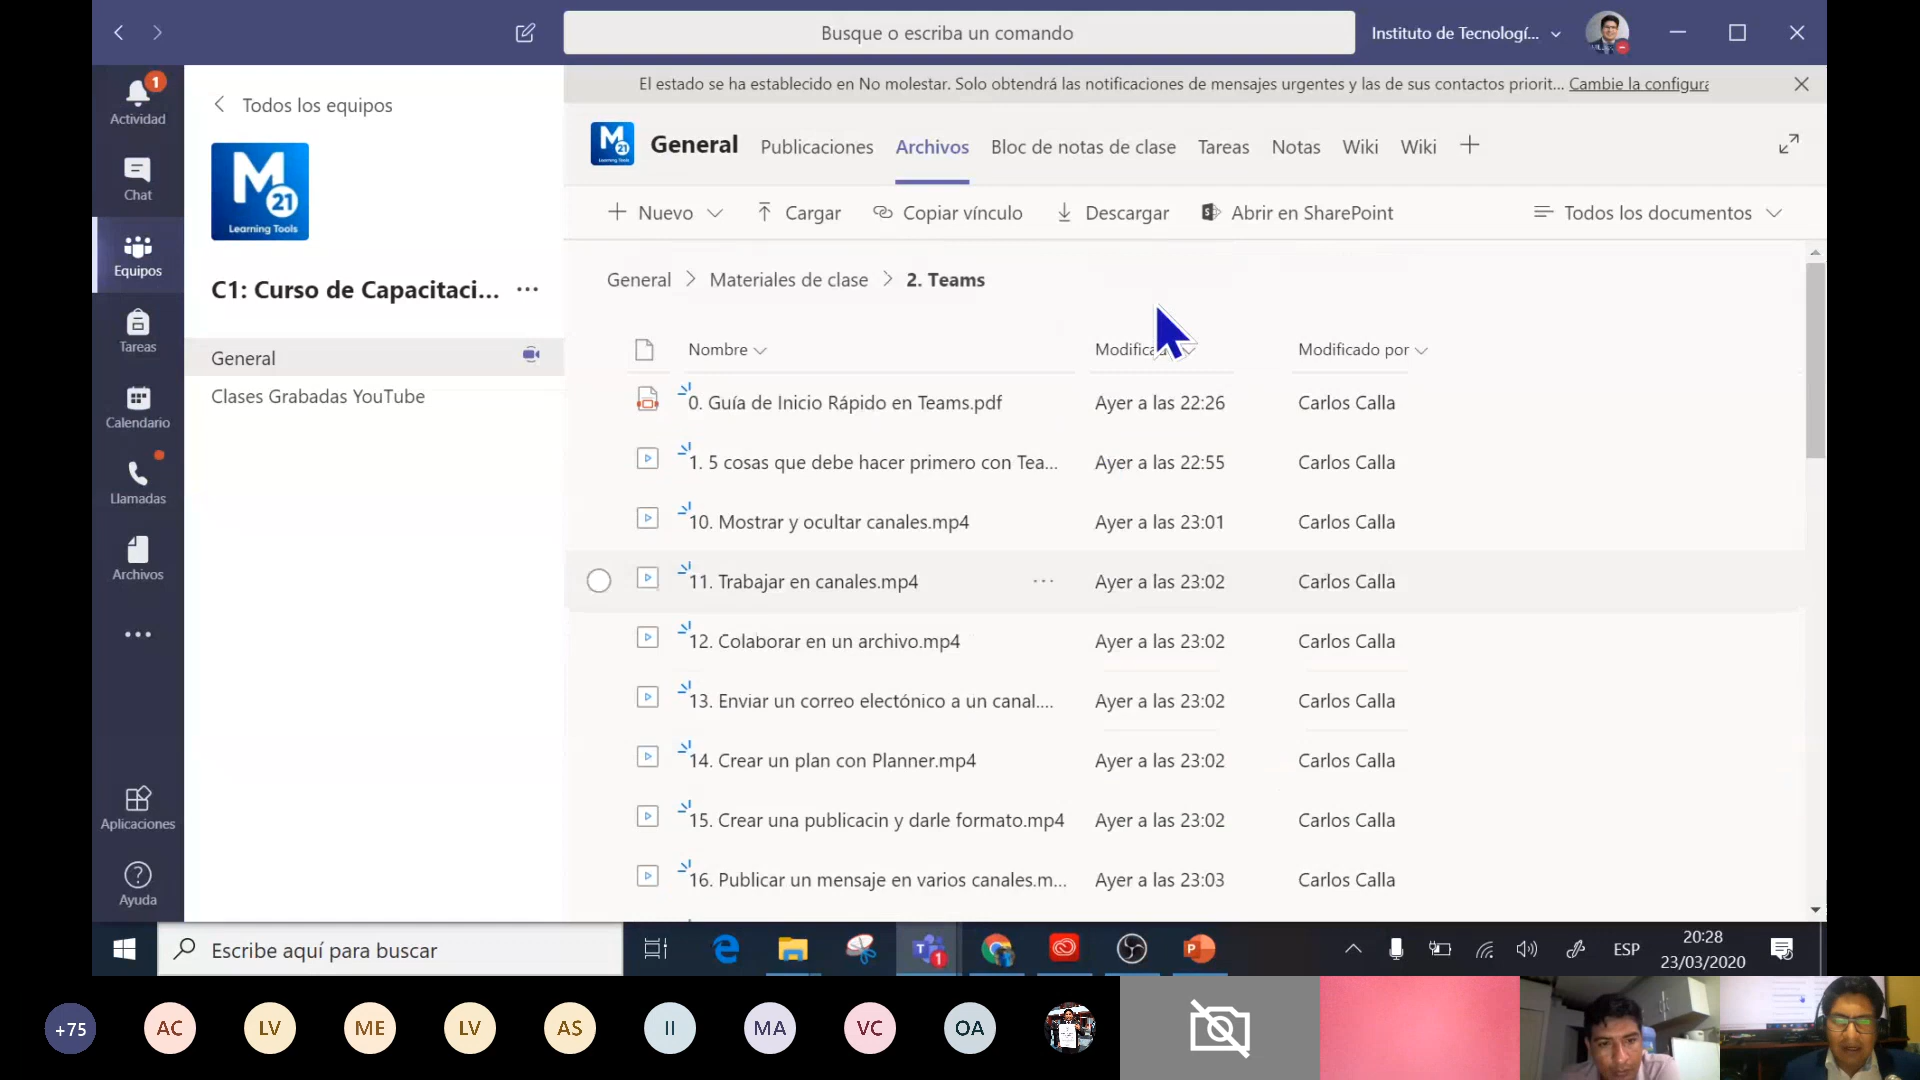 Busque o escriba un comando
Instituto de Tecnologí...
El estado se ha establecido en No molestar. Solo obtendrá las notificaciones de mensajes urgentes y las de sus contactos priorit... Cambie la configura
1
Actividad
Chat
Equipos
Tareas
Calendario
Llamadas
Archivos
Aplicaciones
Ayuda
Todos los equipos
M 21
Learning Tools
C1: Curso de Capacitaci...
General
Clases Grabadas YouTube
M 21
Learning Tools
General Publicaciones Archivos Bloc de notas de clase Tareas Notas Wiki Wiki
Nuevo Cargar Copiar vínculo Descargar Abrir en SharePoint Todos los documentos
General > Materiales de clase > 2. Teams
Nombre Modifica Modificado por
0. Guía de Inicio Rápido en Teams.pdf Ayer a las 22:26 Carlos Calla
1. 5 cosas que debe hacer primero con Tea... Ayer a las 22:55 Carlos Calla
10. Mostrar y ocultar canales.mp4 Ayer a las 23:01 Carlos Calla
11. Trabajar en canales.mp4 ... Ayer a las 23:02 Carlos Calla
12. Colaborar en un archivo.mp4 Ayer a las 23:02 Carlos Calla
13. Enviar un correo electónico a un canal.... Ayer a las 23:02 Carlos Calla
14. Crear un plan con Planner.mp4 Ayer a las 23:02 Carlos Calla
15. Crear una publicacin y darle formato.mp4 Ayer a las 23:02 Carlos Calla
16. Publicar un mensaje en varios canales.m... Ayer a las 23:03 Carlos Calla
Escribe aquí para buscar
ESP
20:28
23/03/2020
+75 AC LV ME LV AS II MA VC OA